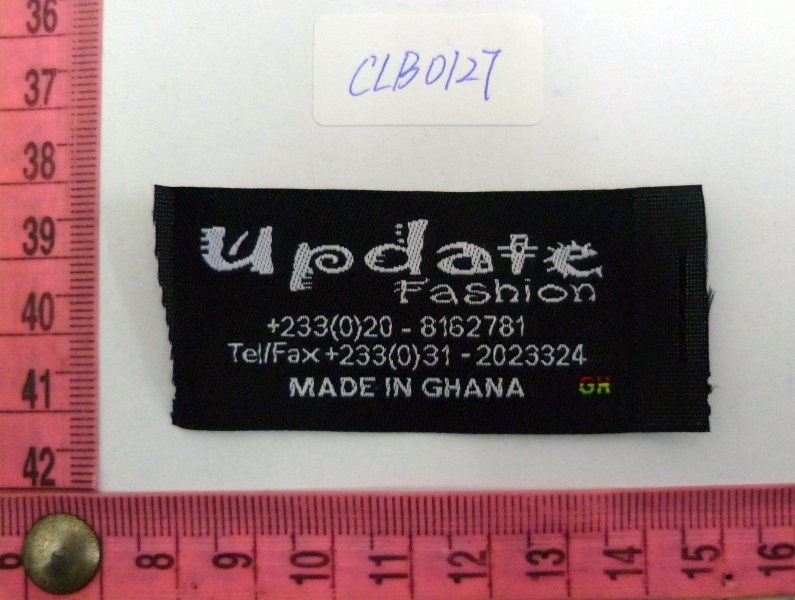 CLB0127
Update
Fashion
+233(0)20 - 8162781
Tel/Fax +233(0)31 - 2023324
MADE IN GHANA GH
36
37
38
39
40
41
42
6 8 9 10 11 12 13 14 15 16